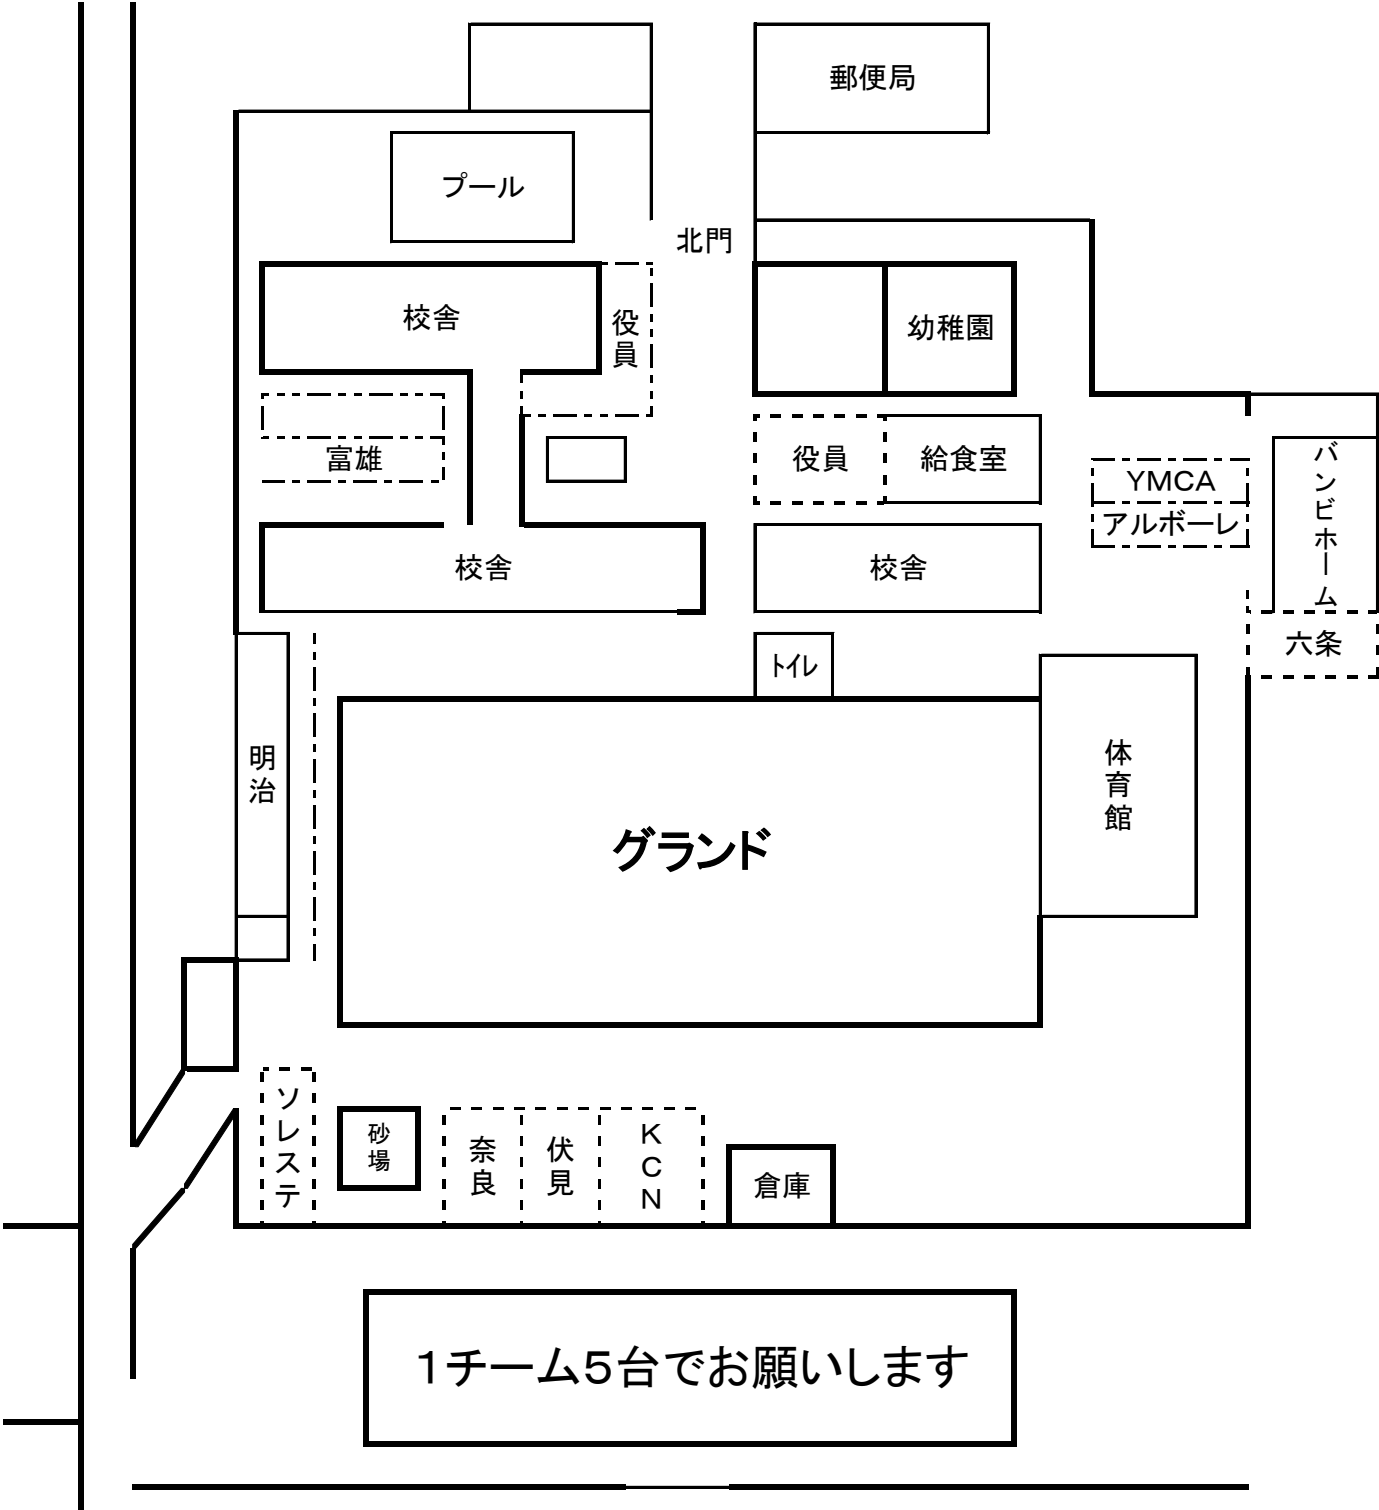 郵便局
プール
北門
校舎
役員
幼稚園
富雄
役員
給食室
YMCA
アルボーレ
バンビホーム
校舎
校舎
六条
トイレ
明治
体育館
グランド
ソレステ
砂場
奈良
伏見
KCN
倉庫
1チーム5台でお願いします